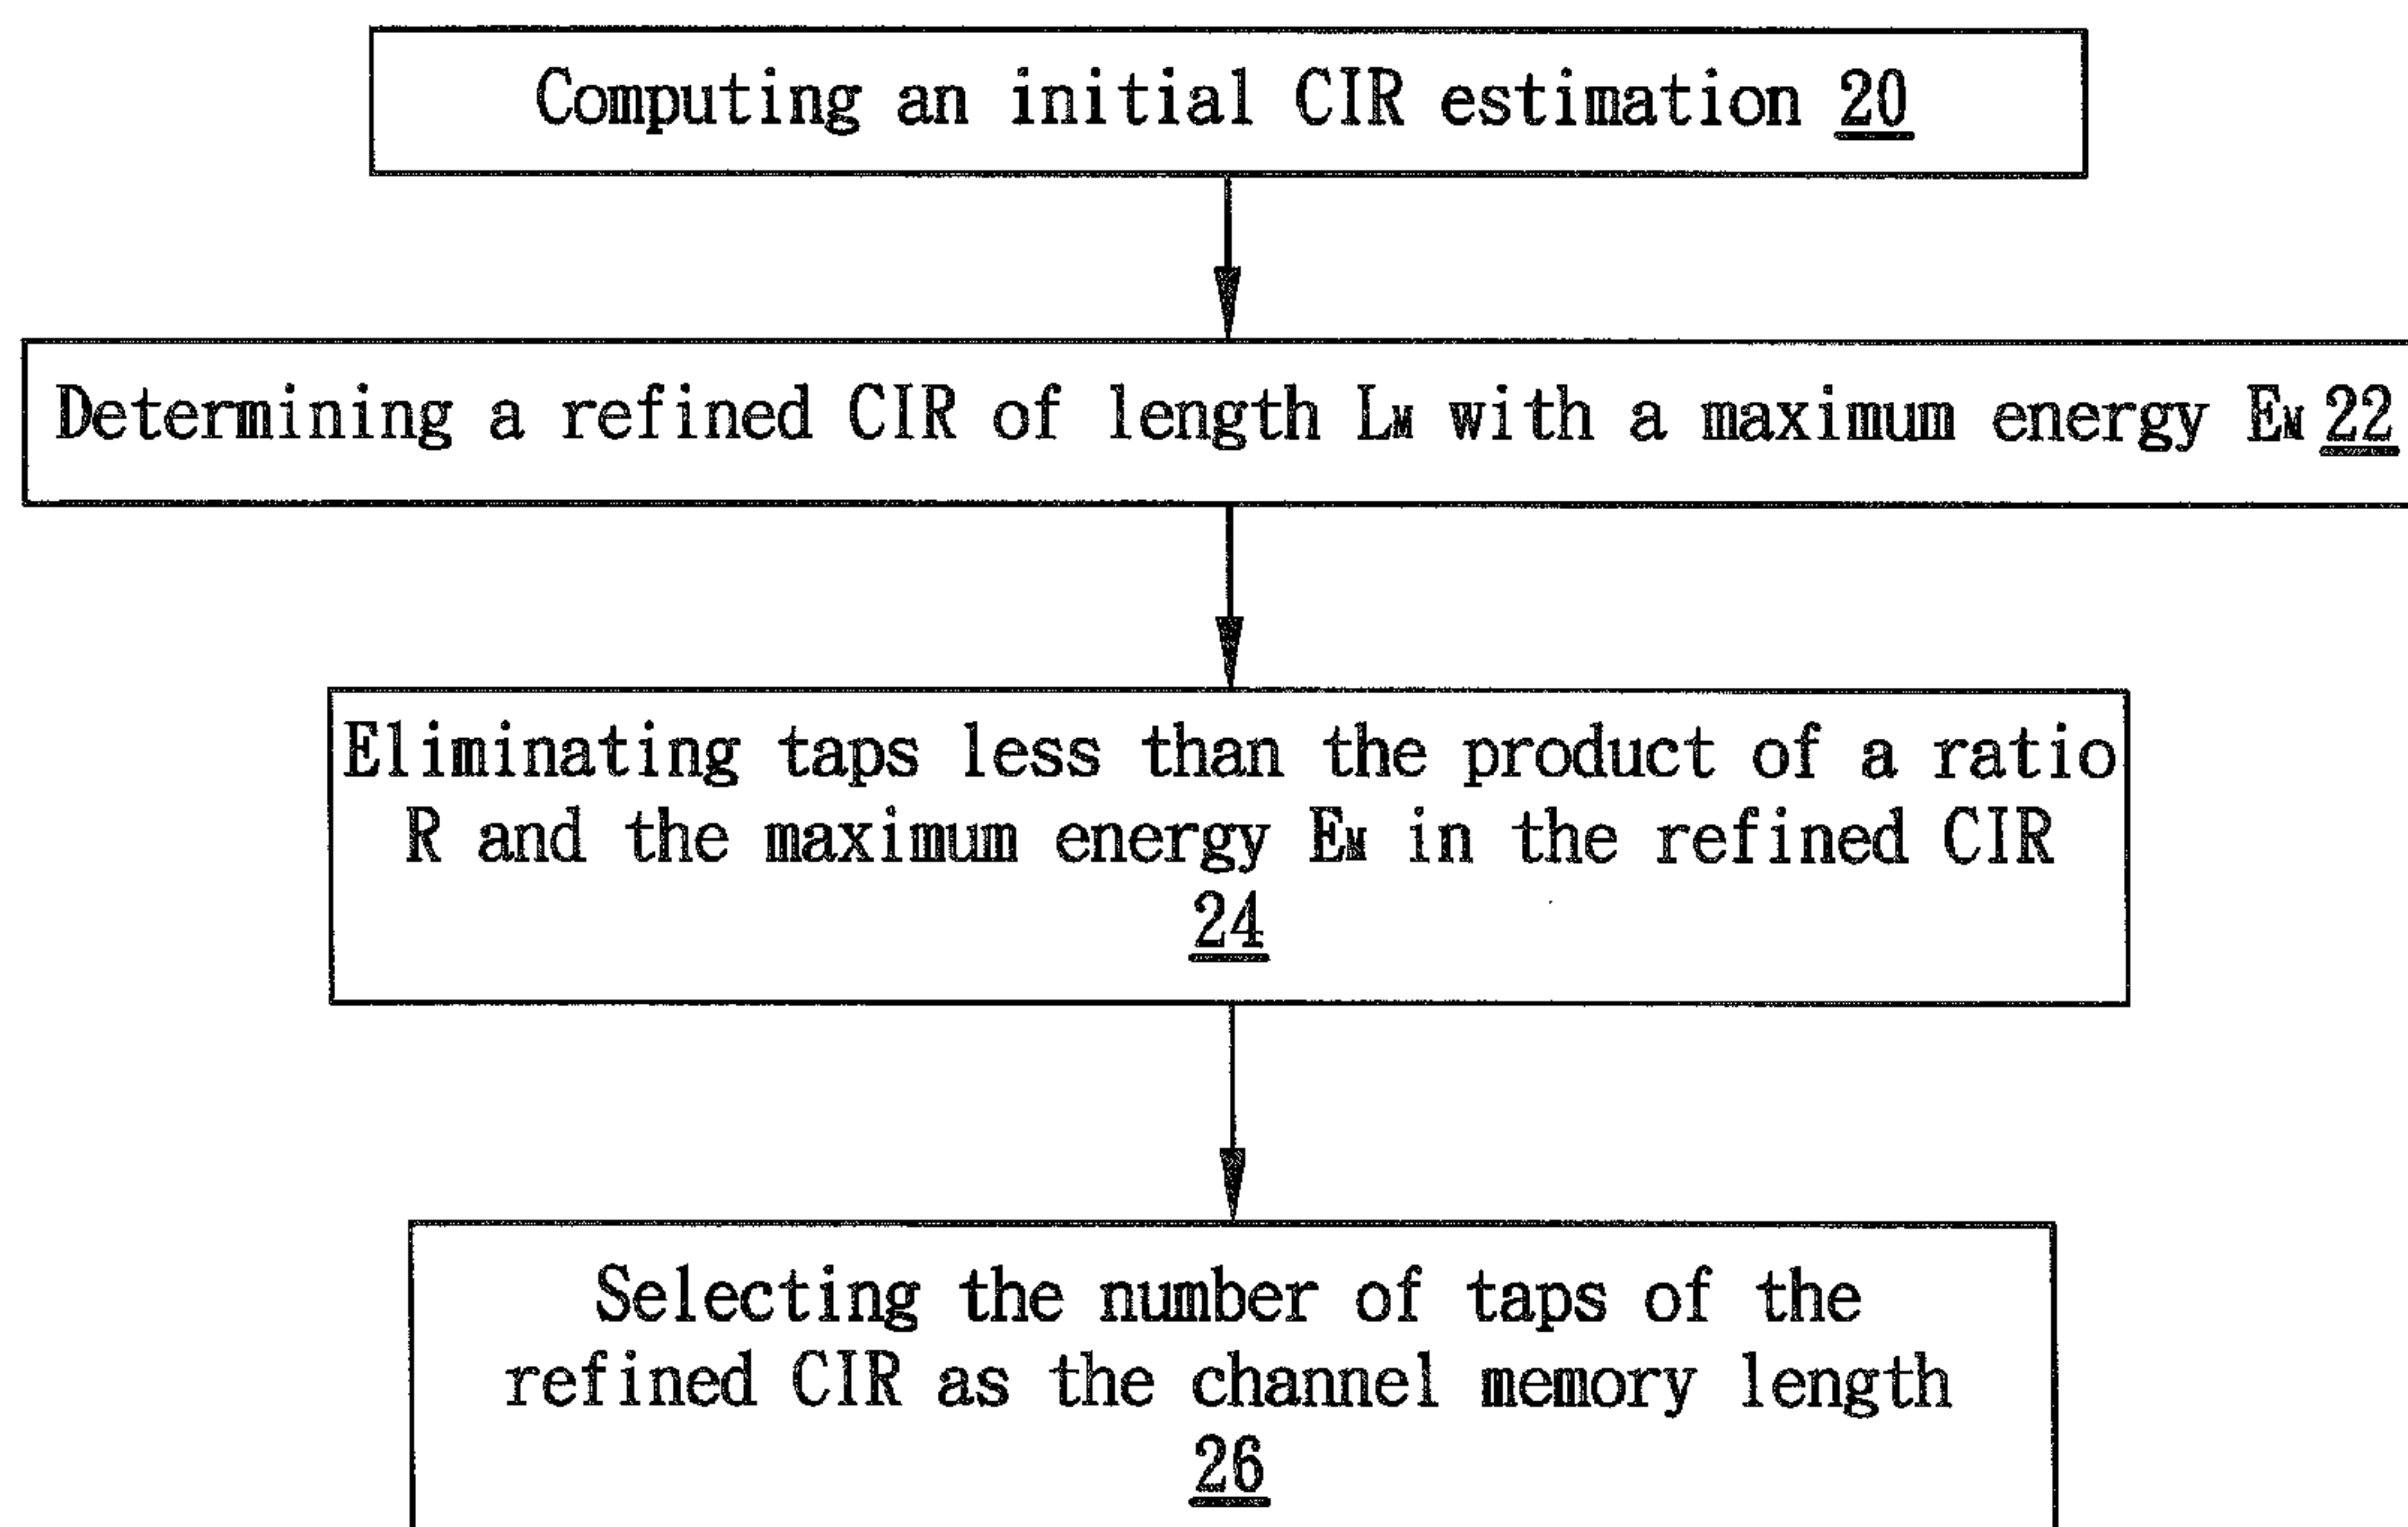 Computing an initial CIR estimation 20
Determining a refined CIR of length LM with a maximum energy EM 22
Eliminating taps less than the product of a ratio
R and the maximum energy EM in the refined CIR
24
Selecting the number of taps of the
refined CIR as the channel memory length
26